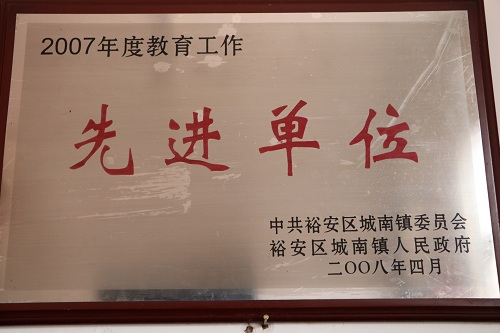 2007年度教育工作
先进单位
中共裕安区城南镇委员会
裕安区城南镇人民政府
二〇〇八年四月